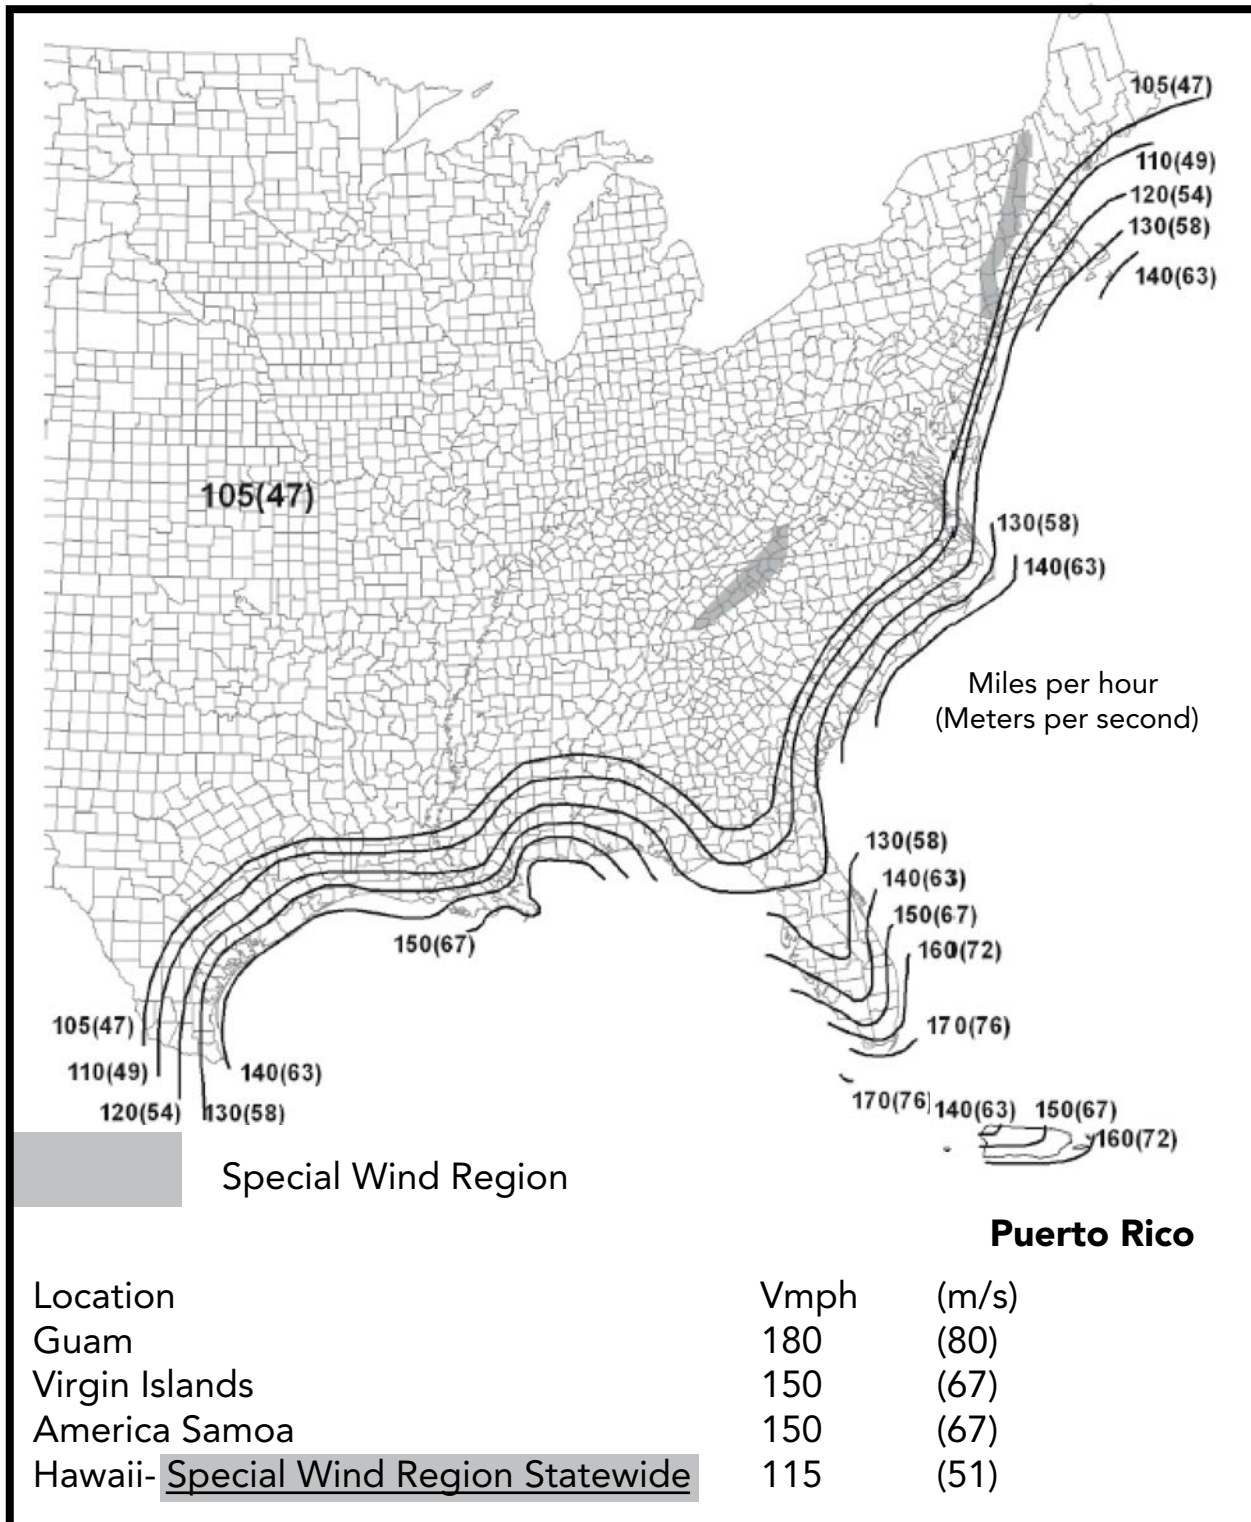 105(47)
110(49)
120(54)
130(58)
140(63)
105(47)
130(58)
140(63)
Miles per hour
(Meters per second)
130(58)
140(63)
150(67)
160(72)
150(67)
170(76)
105(47)
110(49)
140(63)
120(54)
130(58)
170(76)
140(63)
150(67)
160(72)
Special Wind Region
Puerto Rico
Location Vmph (m/s)
Guam 180 (80)
Virgin Islands 150 (67)
America Samoa 150 (67)
Hawaii- Special Wind Region Statewide 115 (51)